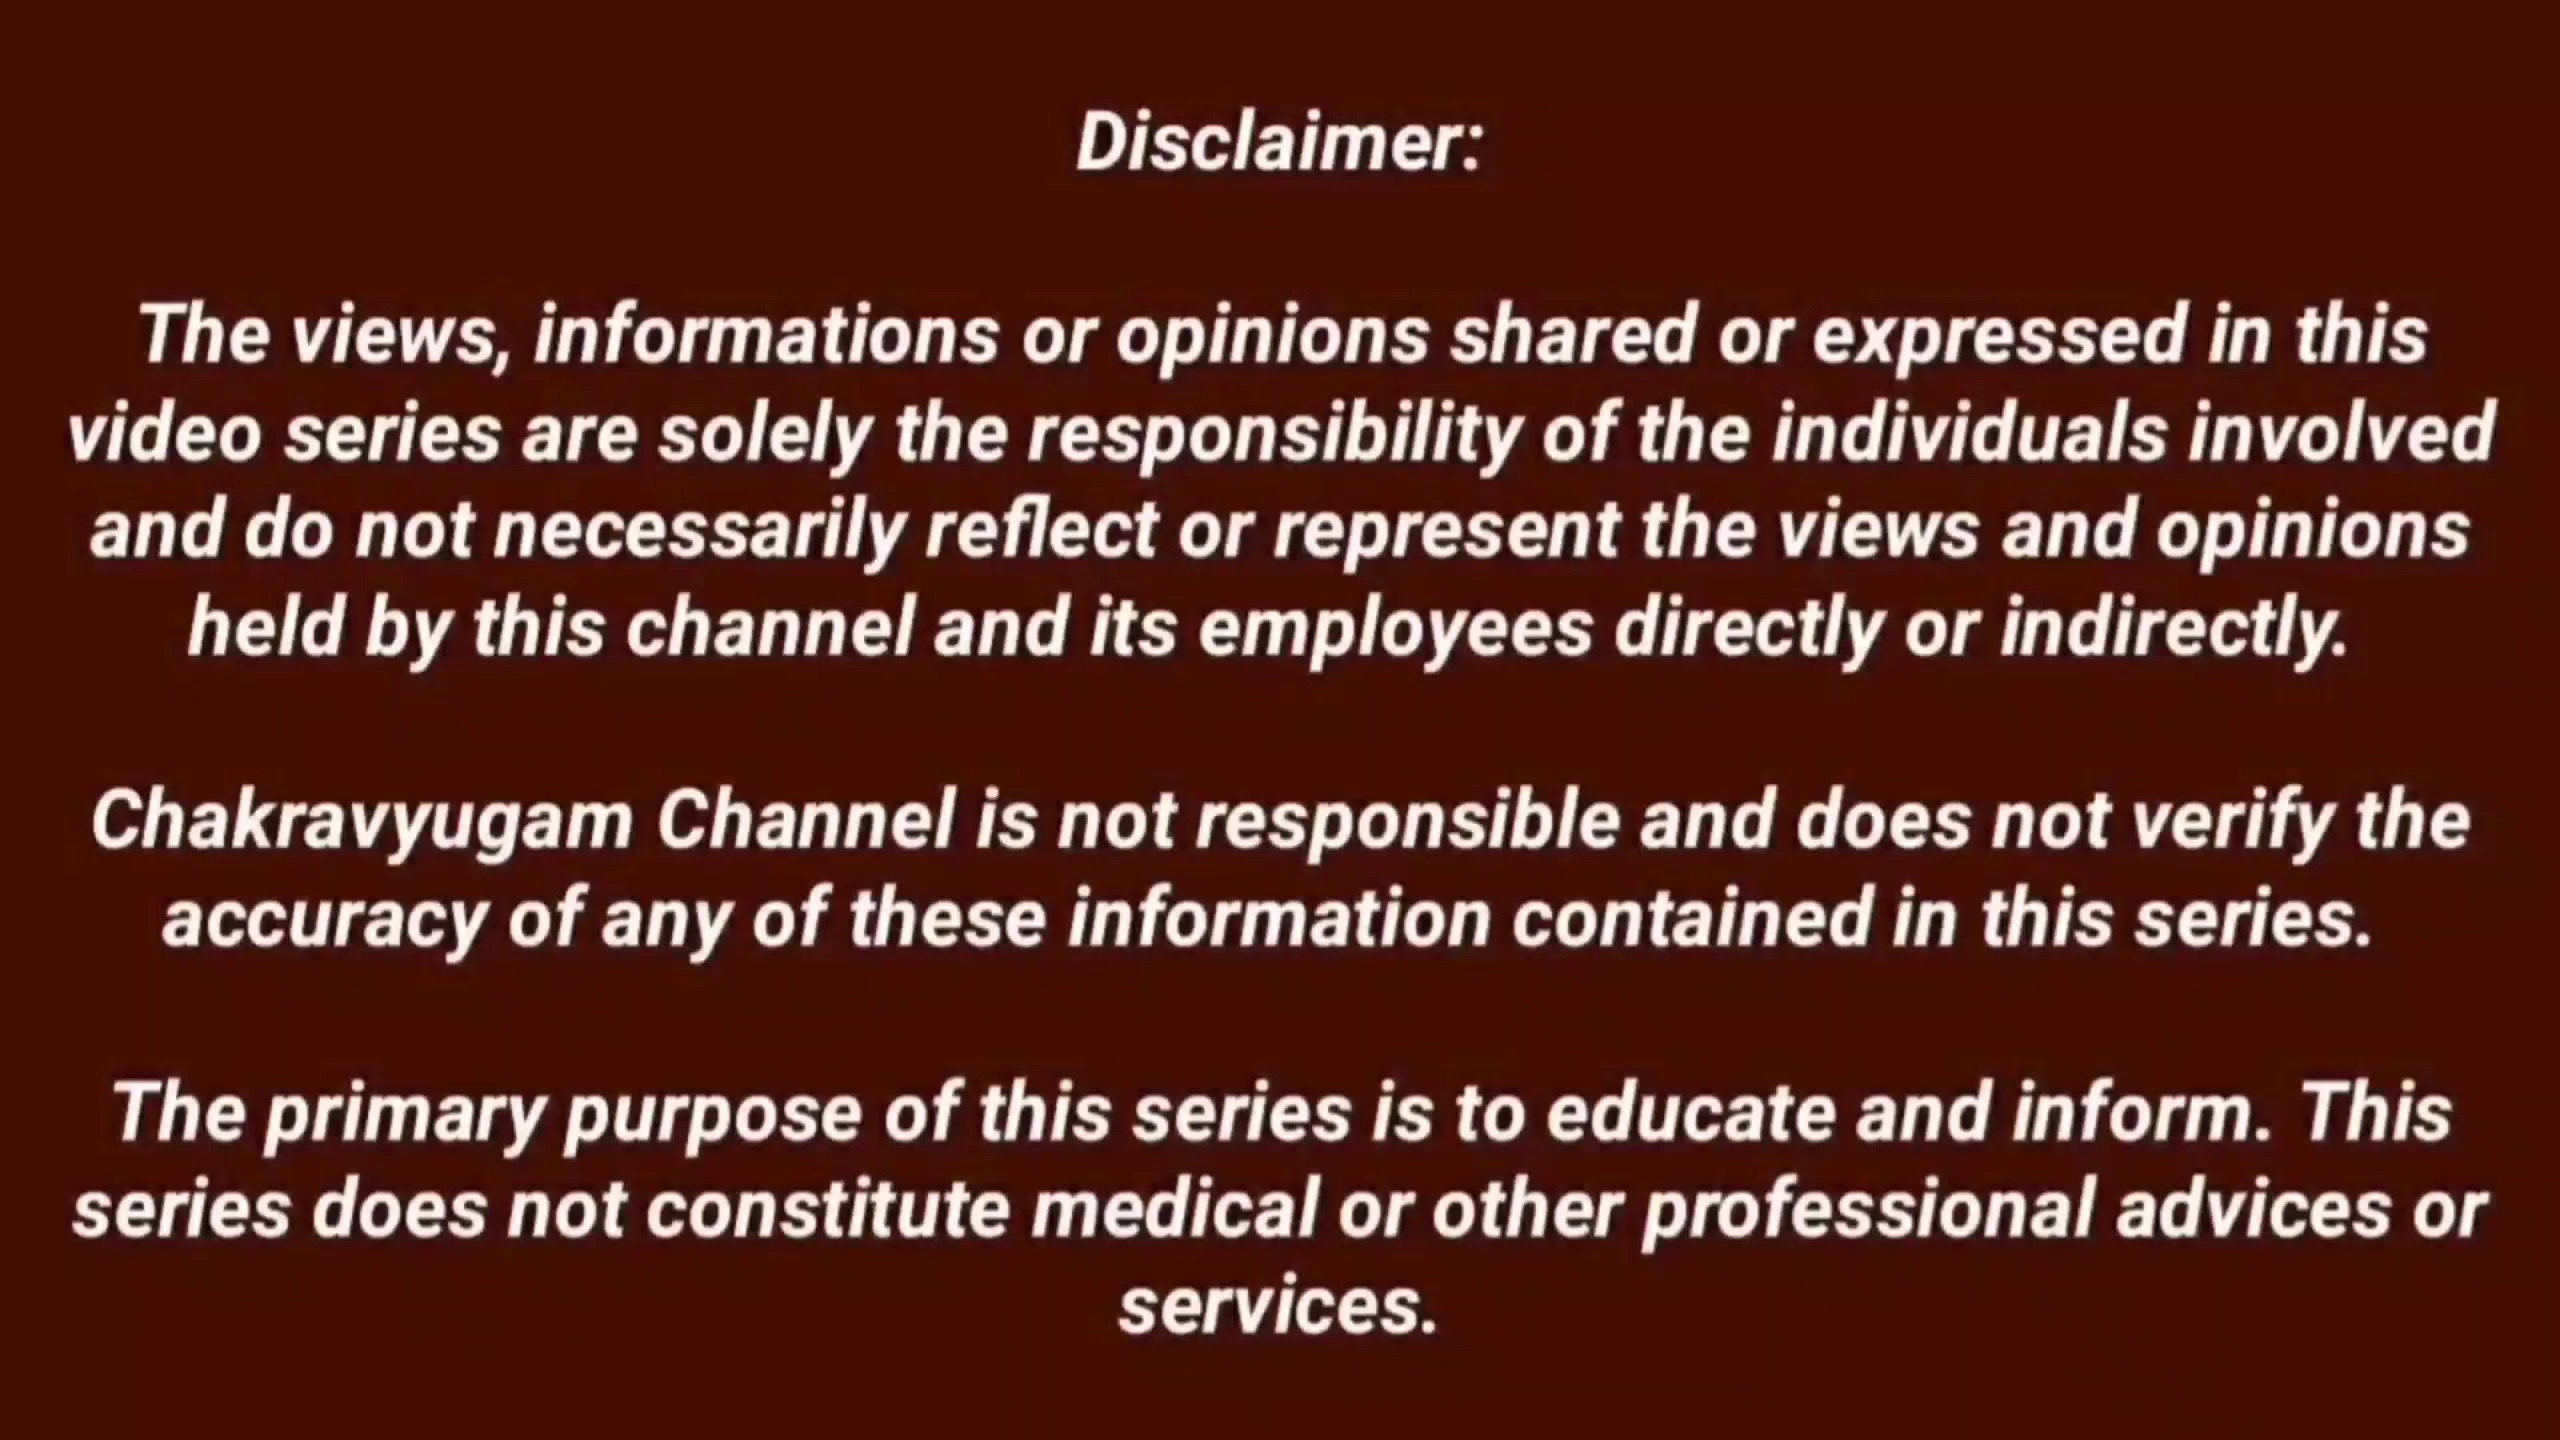 Disclaimer:
The views, informations or opinions shared or expressed in this
video series are solely the responsibility of the individuals involved
and do not necessarily reflect or represent the views and opinions
held by this channel and its employees directly or indirectly.
Chakravyugam Channel is not responsible and does not verify the
accuracy of any of these information contained in this series.
The primary purpose of this series is to educate and inform. This
series does not constitute medical or other professional advices or
services.